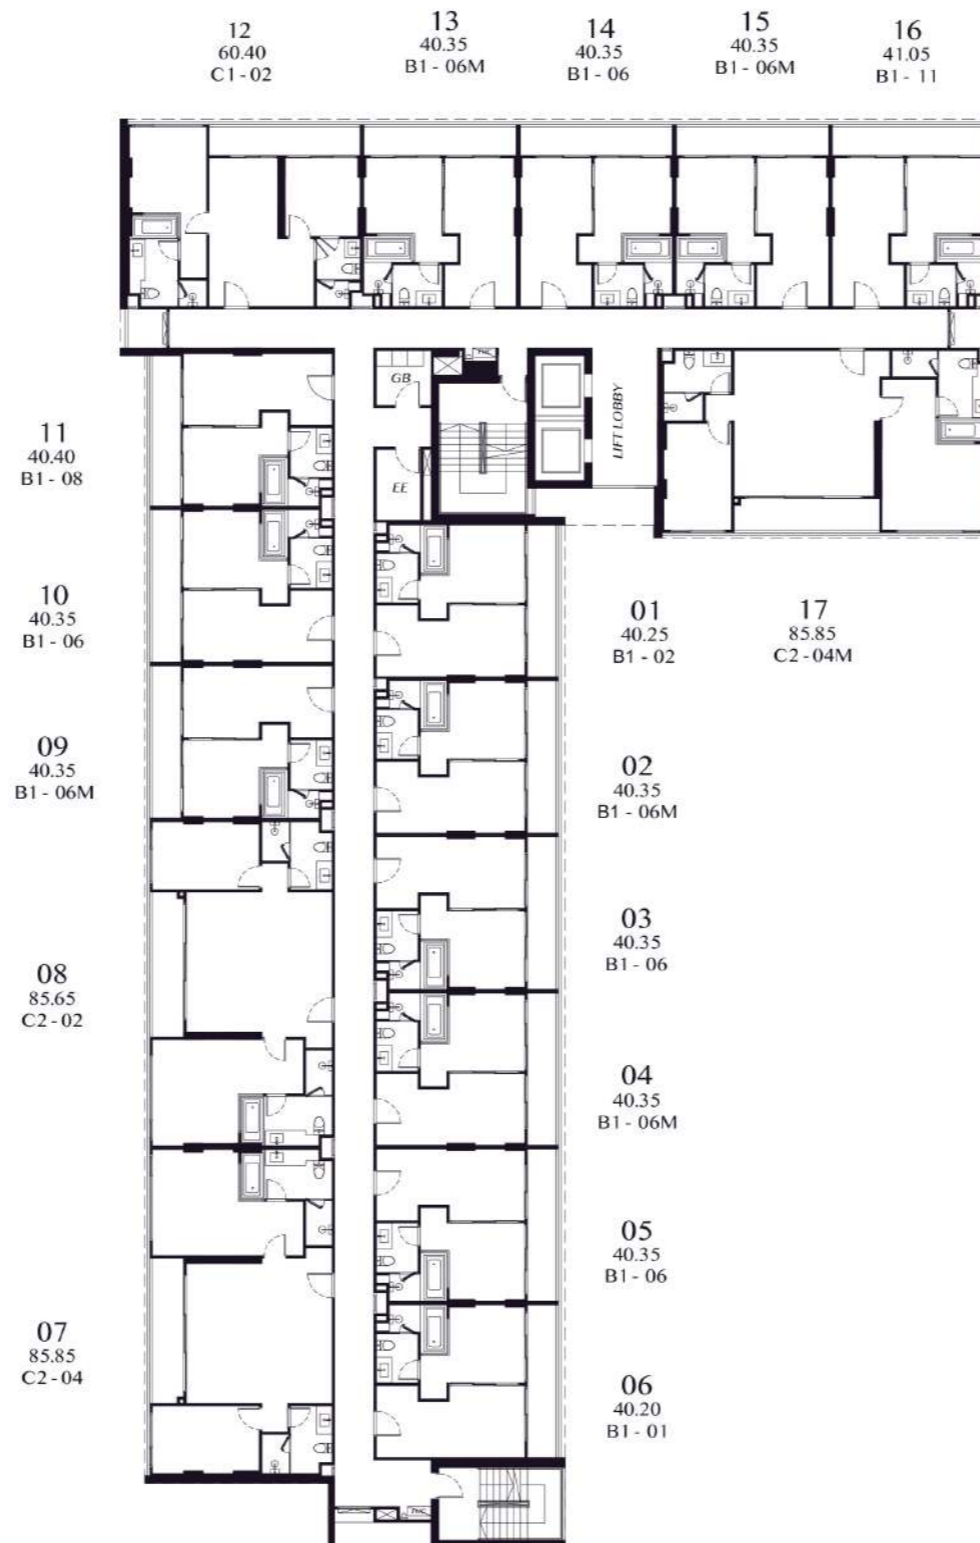 12
60.40
C1 - 02
13
40.35
B1 - 06M
14
40.35
B1 - 06
15
40.35
B1 - 06M
16
41.05
B1 - 11
GB
LIFT LOBBY
EE
11
40.40
B1 - 08
10
40.35
B1 - 06
01
40.25
B1 - 02
17
85.85
C2 - 04M
09
40.35
B1 - 06M
02
40.35
B1 - 06M
03
40.35
B1 - 06
08
85.65
C2 - 02
04
40.35
B1 - 06M
05
40.35
B1 - 06
07
85.85
C2 - 04
06
40.20
B1 - 01